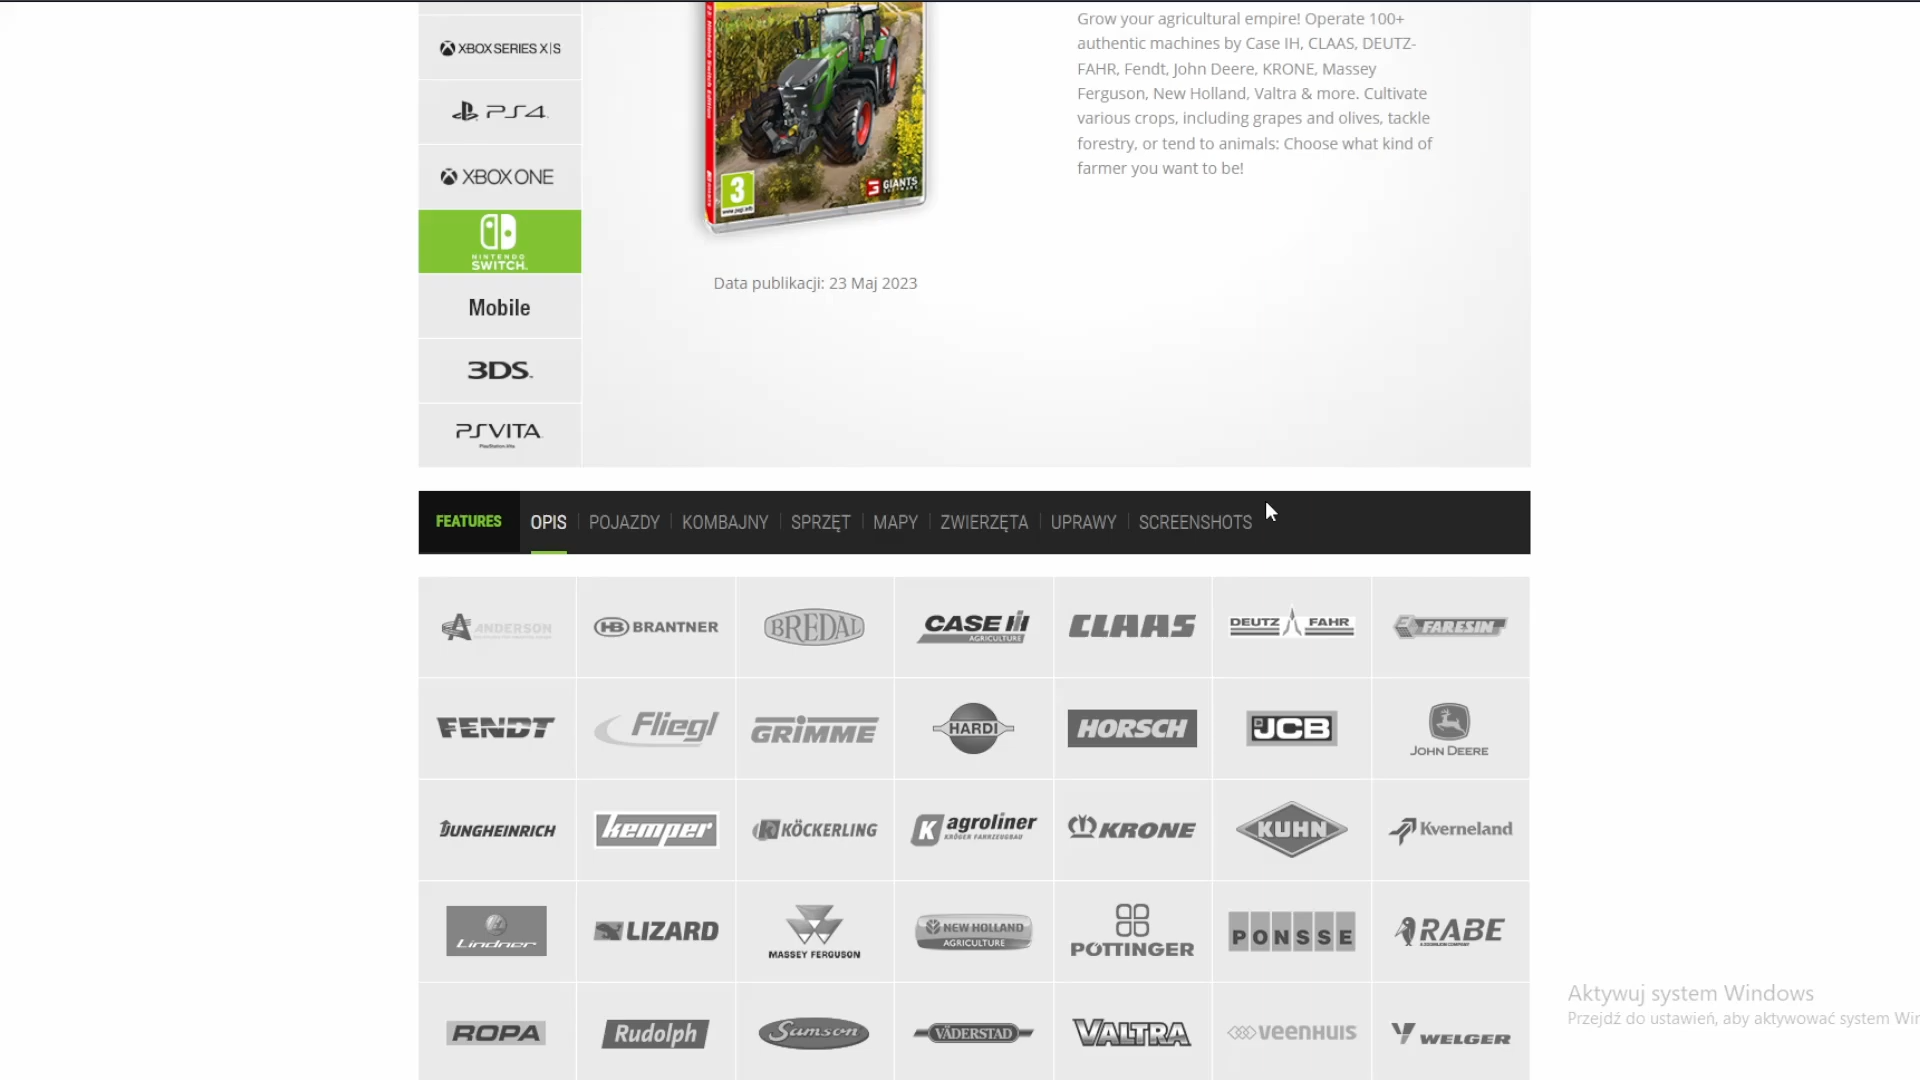 XBOX SERIES X|S
PS4
XBOX ONE
NINTENDO
SWITCH
Mobile
3DS
PSVITA
3
GIANTS
SOFTWARE
Data publikacji: 23 Maj 2023
Grow your agricultural empire! Operate 100+
authentic machines by Case IH, CLAAS, DEUTZ-
FAHR, Fendt, John Deere, KRONE, Massey
Ferguson, New Holland, Valtra & more. Cultivate
various crops, including grapes and olives, tackle
forestry, or tend to animals: Choose what kind of
farmer you want to be!
FEATURES OPIS POJAZDY KOMBAJNY SPRZĘT MAPY ZWIERZĘTA UPRAWY SCREENSHOTS
ANDERSON
HB BRANTNER
BREDAL
CASE IH
AGRICULTURE
CLAAS
DEUTZ FAHR
FARESIN
FENDT
Fliegl
GRIMME
HARDI
HORSCH
JCB
JOHN DEERE
JUNGHEINRICH
kemper
KÖCKERLING
K agroliner
KRÖGER FAHRZEUGBAU
KRONE
KUHN
Kverneland
Lindner
LIZARD
MASSEY FERGUSON
NEW HOLLAND
AGRICULTURE
PÖTTINGER
PONSSE
RABE
ROPA
Rudolph
Samson
VÄDERSTAD
VALTRA
VEENHUIS
WELGER
Aktywuj system Windows
Przejdź do ustawień, aby aktywować system Win